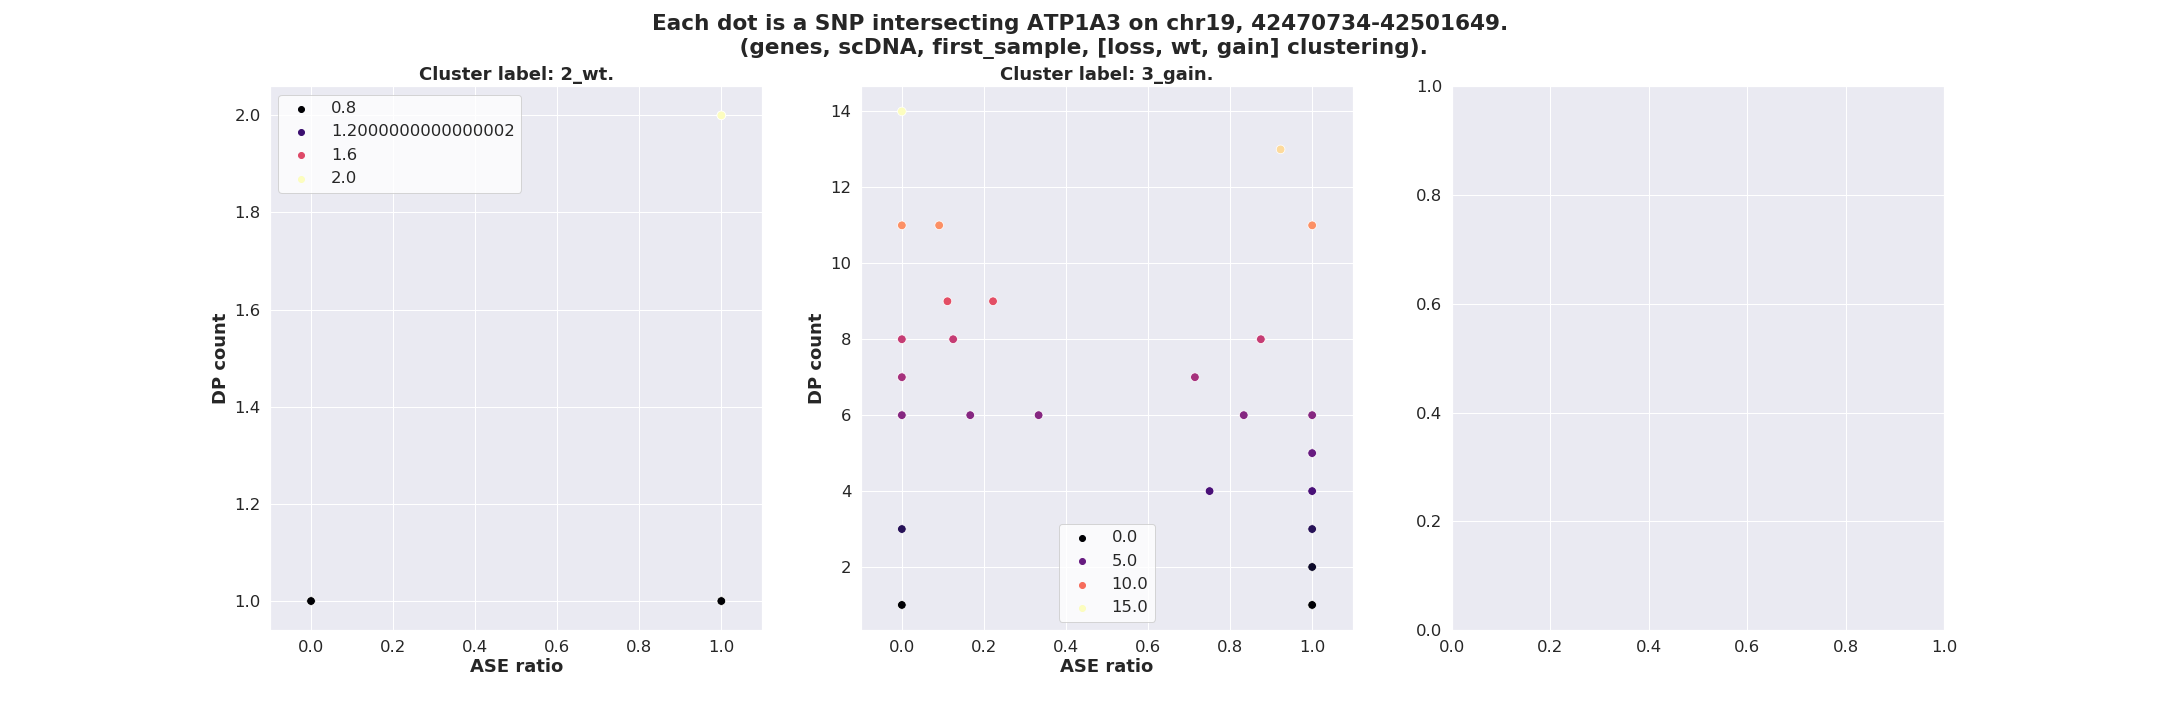 Each dot is a SNP intersecting ATP1A3 on chr19, 42470734-42501649.
(genes, scDNA, first_sample, [loss, wt, gain] clustering).
Cluster label: 2_wt.
2.0
1.8
1.6
1.4
1.2
1.0
DP count
0.8
1.2000000000000002
1.6
2.0
0.0 0.2 0.4 0.6 0.8 1.0
ASE ratio
Cluster label: 3_gain.
14
12
10
8
6
4
2
DP count
0.0
5.0
10.0
15.0
0.0 0.2 0.4 0.6 0.8 1.0
ASE ratio
1.0
0.8
0.6
0.4
0.2
0.0
0.0 0.2 0.4 0.6 0.8 1.0